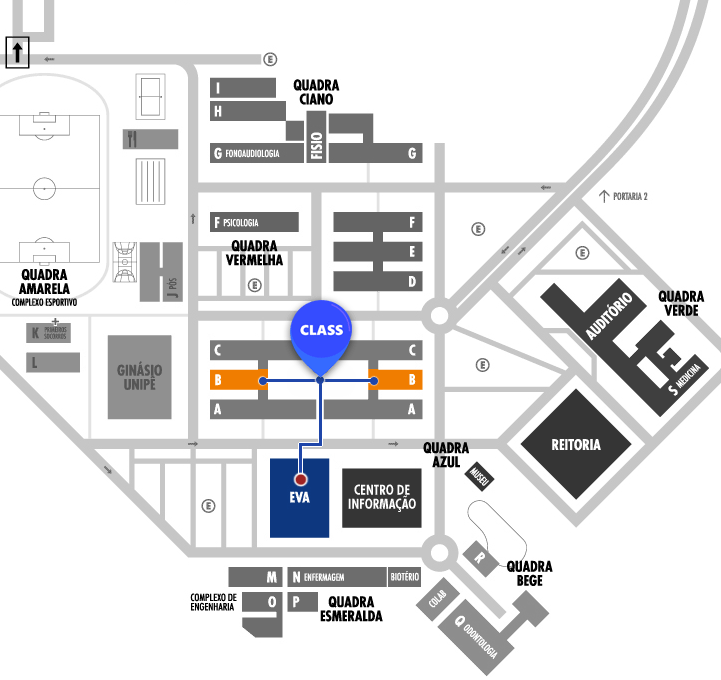 E
I
QUADRA
CIANO
H
FISIO
G FONOAUDIOLOGIA
G
PORTARIA 2
F PSICOLOGIA
F
E
QUADRA
VERMELHA
E
E
E
D
E
QUADRA
AMARELA
COMPLEXO ESPORTIVO
J PÓS
AUDITÓRIO
QUADRA
VERDE
K PRIMEIROS
SOCORROS
L
CLASS
C
C
E
GINÁSIO
UNIPÊ
B
B
S MEDICINA
A
A
QUADRA
AZUL
REITORIA
MUSEU
EVA
CENTRO DE
INFORMAÇÃO
E
R
QUADRA
BEGE
M
N ENFERMAGEM
BIOTÉRIO
COMPLEXO DE
ENGENHARIA
O
P
QUADRA
ESMERALDA
COLAB
Q ODONTOLOGIA